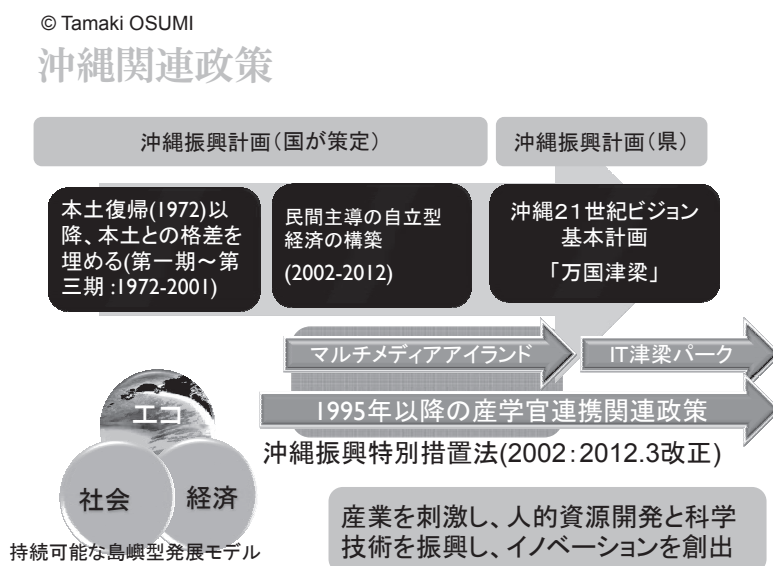 © Tamaki OSUMI
沖縄関連政策
沖縄振興計画（国が策定）
沖縄振興計画（県）
本土復帰(1972)以
降、本土との格差を
埋める(第一期～第
三期:1972-2001)
民間主導の自立型
経済の構築
(2002-2012)
沖縄２１世紀ビジョン
基本計画
「万国津梁」
マルチメディアアイランド
IT津梁パーク
エコ
1995年以降の産学官連携関連政策
沖縄振興特別措置法(2002：2012.3改正)
社会
経済
持続可能な島嶼型発展モデル
産業を刺激し、人的資源開発と科学
技術を振興し、イノベーションを創出